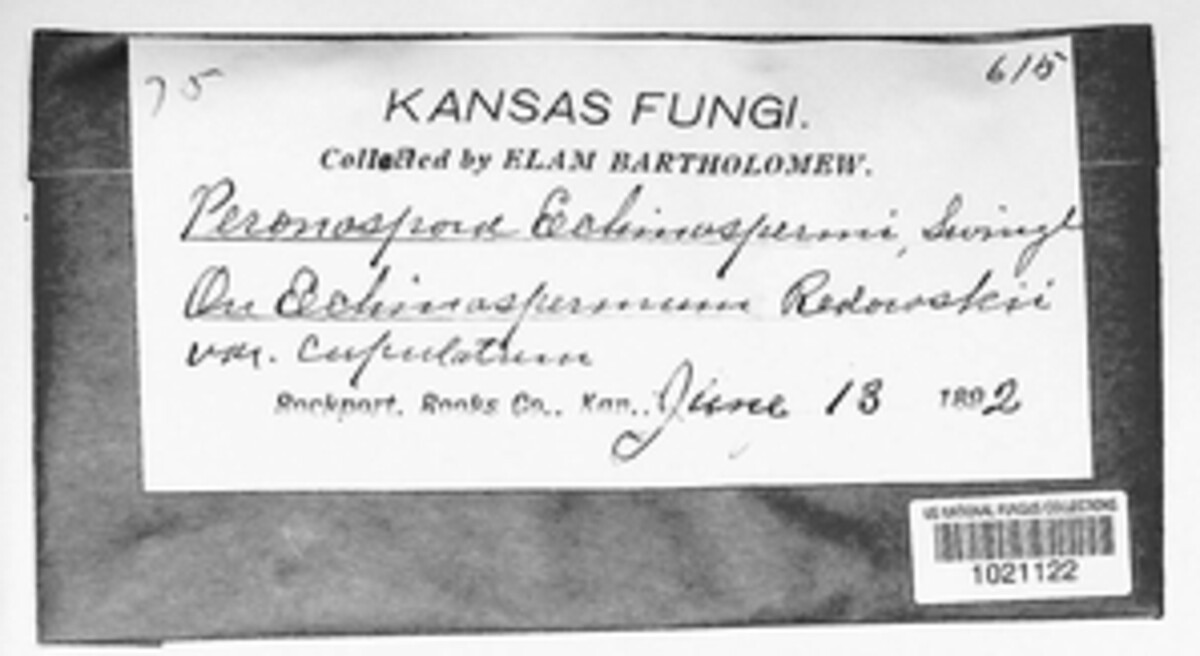 75
615
KANSAS FUNGI.
Collected by ELAM BARTHOLOMEW.
Peronospora Echinospermi, Swingl
On Echinospermum Redowskii
var. cupulatum
Rockport, Rooks Co., Kan., June 13 1892
US NATIONAL FUNGUS COLLECTIONS
1021122